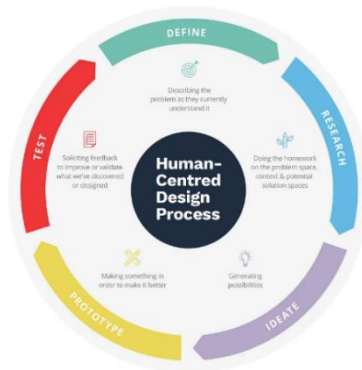 DEFINE
Describing the
problem as they currently
understand it
RESEARCH
Doing the homework
on the problem space,
context & potential
solution spaces
IDEATE
Generating
possibilities
PROTOTYPE
Making something in
order to make it better
TEST
Soliciting feedback
to improve or validate
what we've discovered
or designed
Human-
Centred
Design
Process